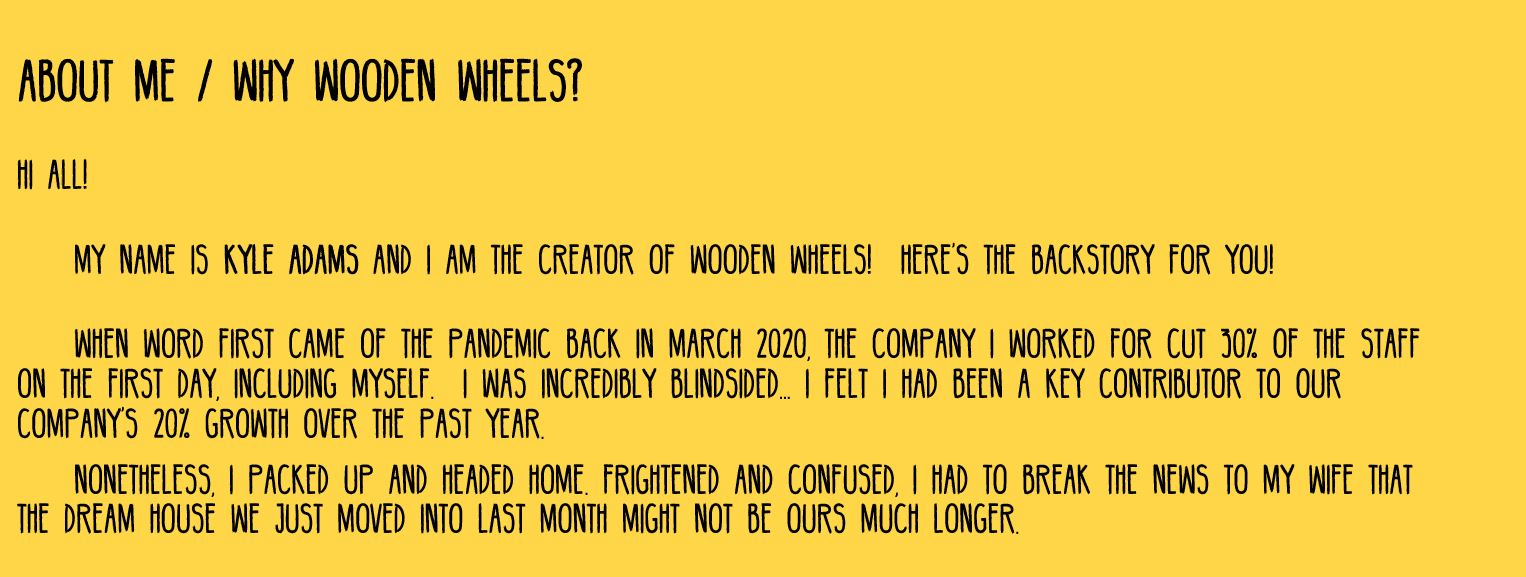 ABOUT ME / WHY WOODEN WHEELS?
HI ALL!
MY NAME IS KYLE ADAMS AND I AM THE CREATOR OF WOODEN WHEELS! HERE'S THE BACKSTORY FOR YOU!
WHEN WORD FIRST CAME OF THE PANDEMIC BACK IN MARCH 2020, THE COMPANY I WORKED FOR CUT 30% OF THE STAFF
ON THE FIRST DAY, INCLUDING MYSELF. I WAS INCREDIBLY BLINDSIDED... I FELT I HAD BEEN A KEY CONTRIBUTOR TO OUR
COMPANY'S 20% GROWTH OVER THE PAST YEAR.
NONETHELESS, I PACKED UP AND HEADED HOME. FRIGHTENED AND CONFUSED, I HAD TO BREAK THE NEWS TO MY WIFE THAT
THE DREAM HOUSE WE JUST MOVED INTO LAST MONTH MIGHT NOT BE OURS MUCH LONGER.